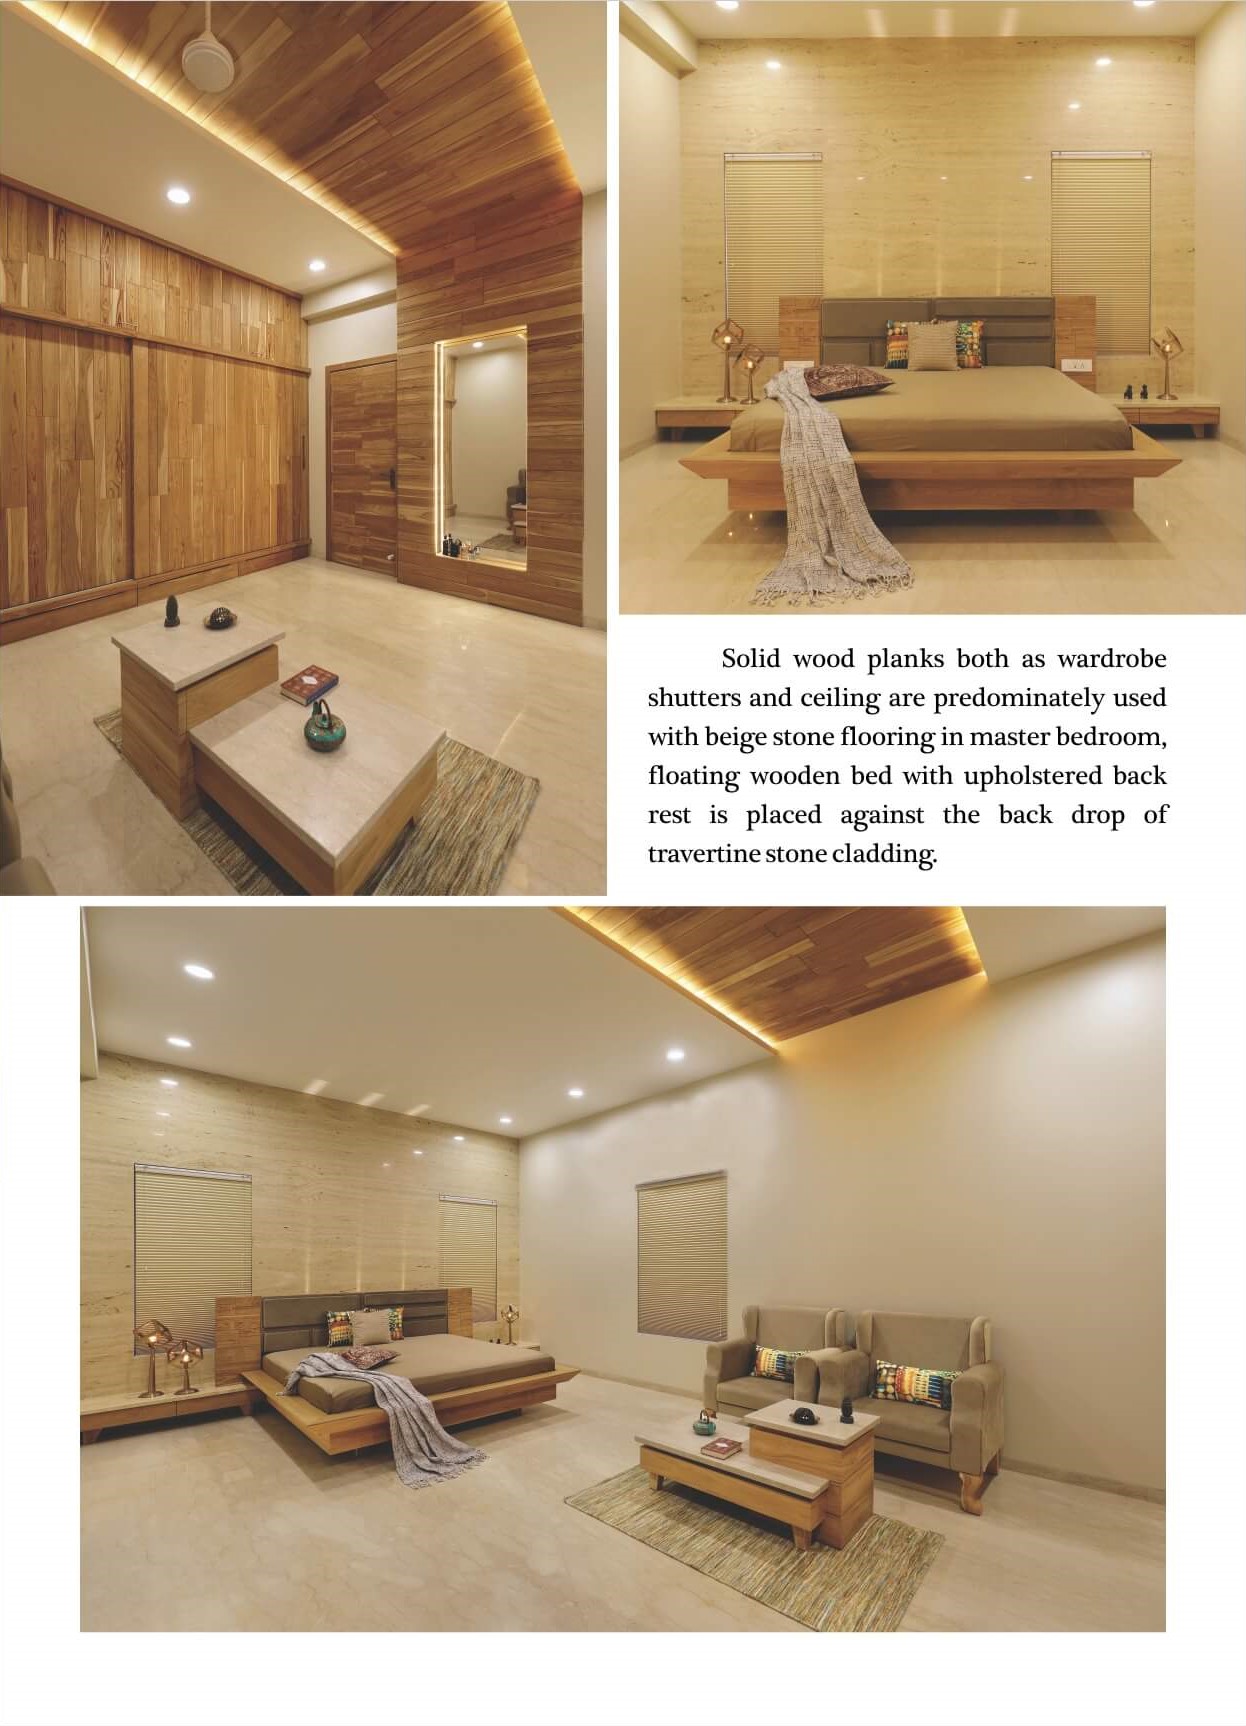 Solid wood planks both as wardrobe
shutters and ceiling are predominately used
with beige stone flooring in master bedroom,
floating wooden bed with upholstered back
rest is placed against the back drop of
travertine stone cladding.